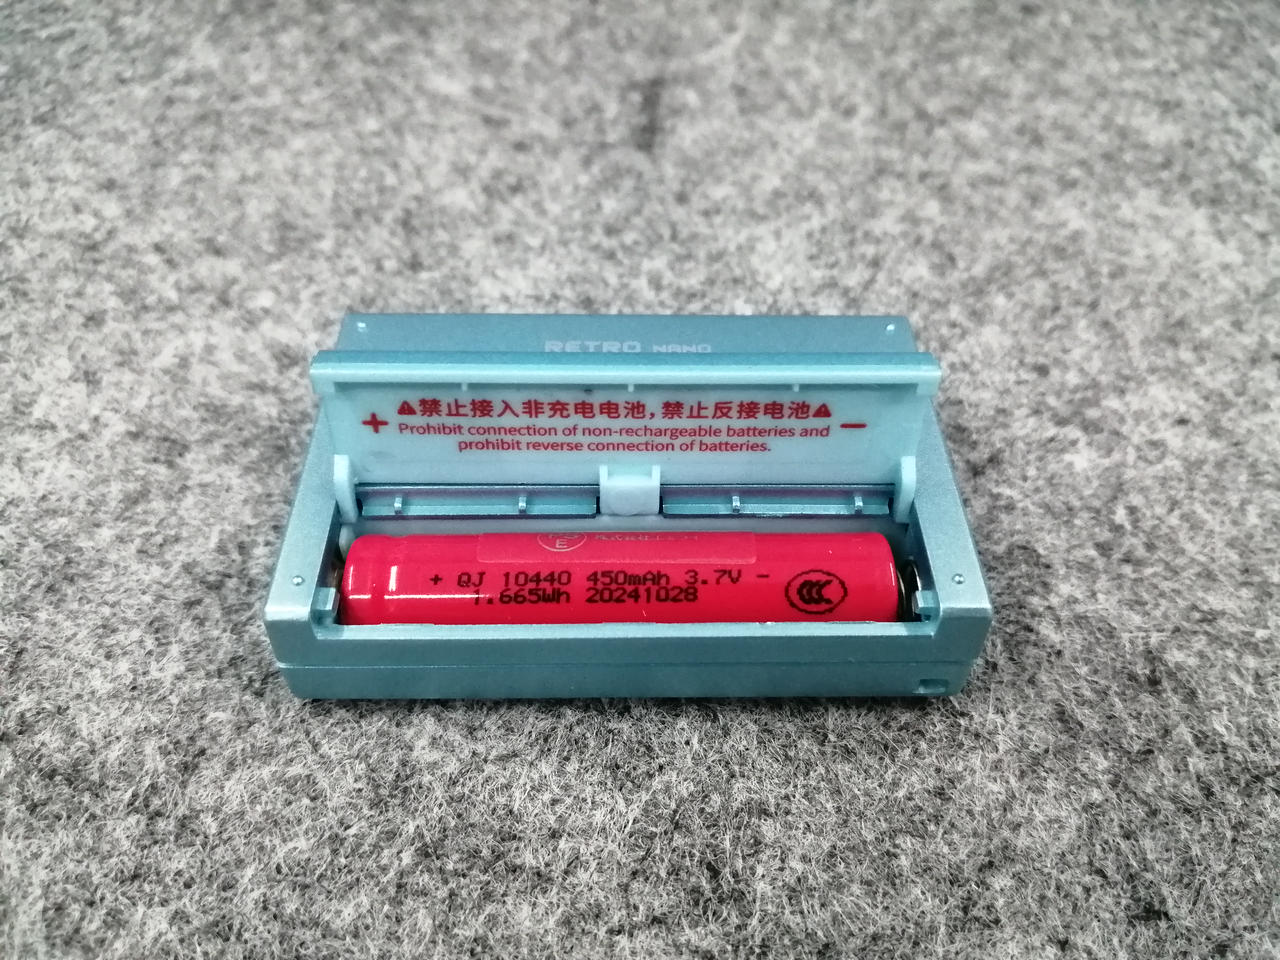 RETRO NANO
+ ⚠禁止接入非充电电池，禁止反接电池⚠ −
Prohibit connection of non-rechargeable batteries and
prohibit reverse connection of batteries.
E
+ QJ 10440 450mAh 3.7V -
1.665Wh 20241028
CCC